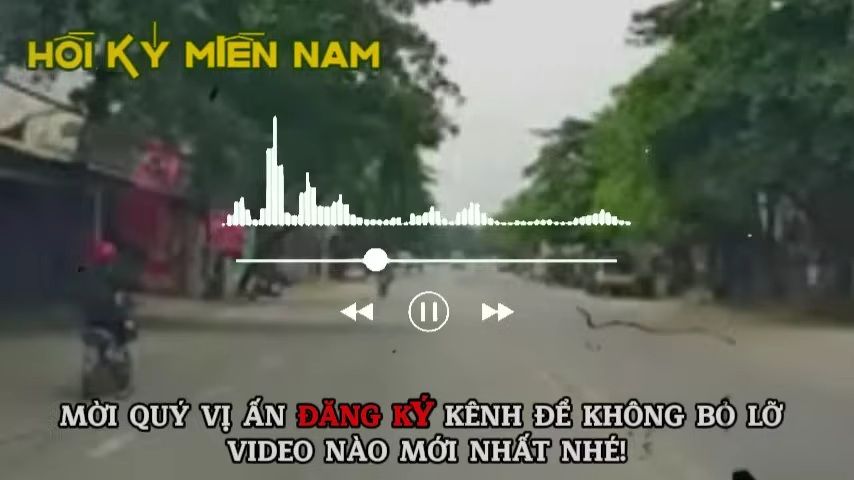 HỒI KÝ MIỀN NAM
MỜI QUÝ VỊ ẤN ĐĂNG KÝ KÊNH ĐỂ KHÔNG BỎ LỠ
VIDEO NÀO MỚI NHẤT NHÉ!